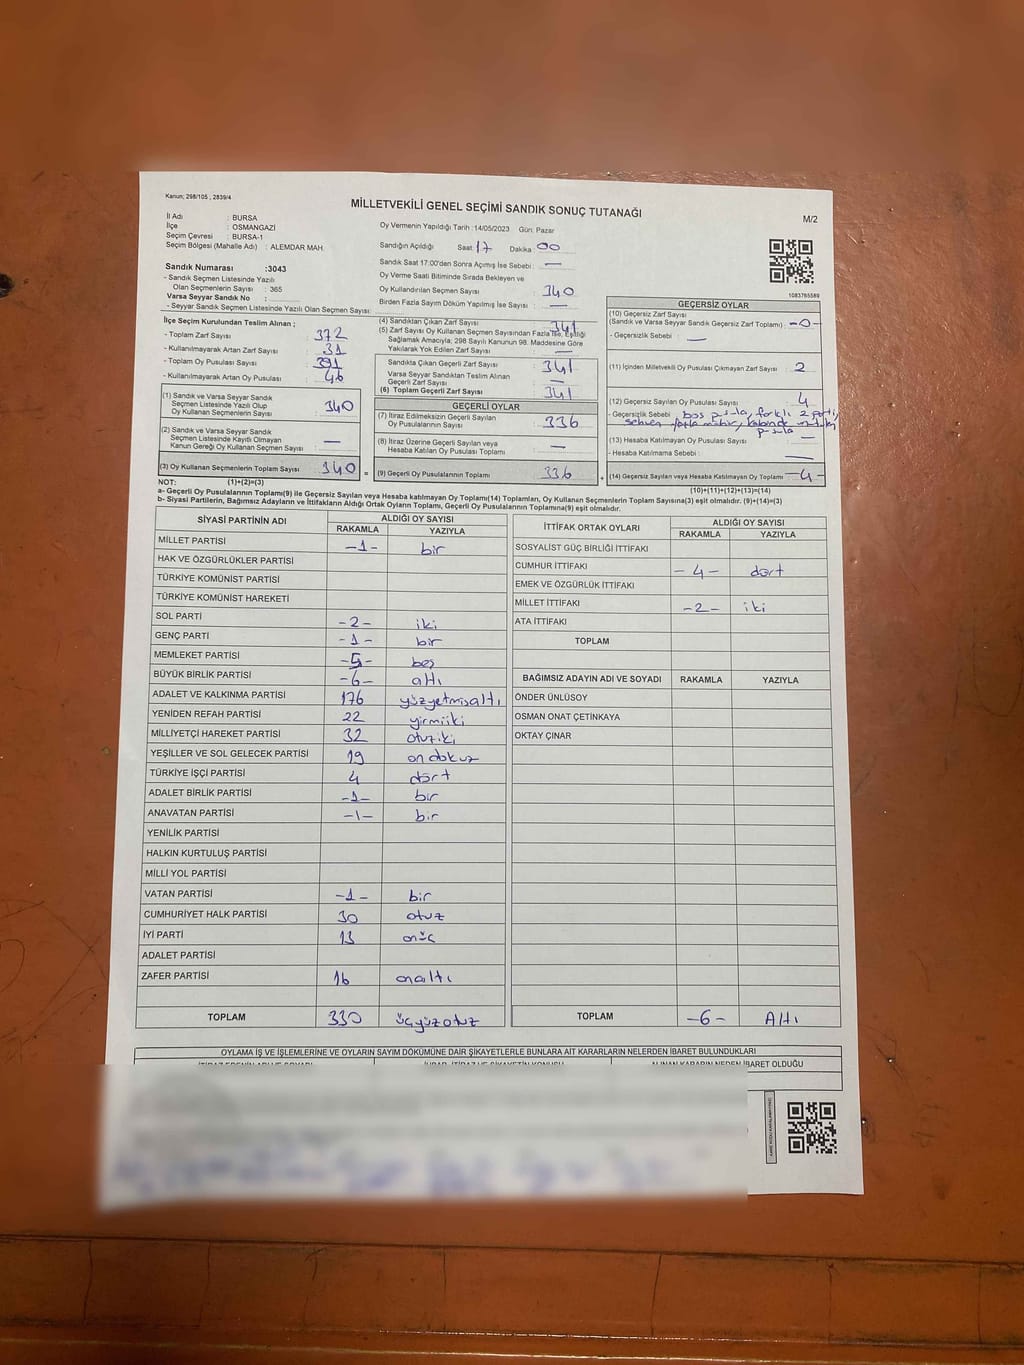 Kanun; 298/105 , 2839/4
MİLLETVEKİLİ GENEL SEÇİMİ SANDIK SONUÇ TUTANAĞI
M/2
İl Adı : BURSA
İlçe : OSMANGAZİ
Seçim Çevresi : BURSA-1
Seçim Bölgesi (Mahalle Adı) : ALEMDAR MAH.
Oy Vermenin Yapıldığı Tarih :14/05/2023 Gün: Pazar
Sandığın Açıldığı Saat 17 Dakika 00
Sandık Saat 17:00'den Sonra Açımış İse Sebebi : —
Oy Verme Saati Bitiminde Sırada Bekleyen ve
Oy Kullandırılan Seçmen Sayısı : 340
Birden Fazla Sayım Döküm Yapılmış İse Sayısı : —
Sandık Numarası :3043
- Sandık Seçmen Listesinde Yazılı
Olan Seçmenlerin Sayısı : 365
Varsa Seyyar Sandık No :
- Seyyar Sandık Seçmen Listesinde Yazılı Olan Seçmen Sayısı:
1083785589
İlçe Seçim Kurulundan Teslim Alınan ;
- Toplam Zarf Sayısı : 372
- Kullanılmayarak Artan Zarf Sayısı : 31
- Toplam Oy Pusulası Sayısı : 391
- Kullanılmayarak Artan Oy Pusulası : 46
(1) Sandık ve Varsa Seyyar Sandık
Seçmen Listesinde Yazılı Olup
Oy Kullanan Seçmenlerin Sayısı : 340
(2) Sandık ve Varsa Seyyar Sandık
Seçmen Listesinde Kayıtlı Olmayan
Kanun Gereği Oy Kullanan Seçmen Sayısı : —
(3) Oy Kullanan Seçmenlerin Toplam Sayısı : 340 =
(1)+(2)=(3)
(4) Sandıktan Çıkan Zarf Sayısı : 341
(5) Zarf Sayısı Oy Kullanan Seçmen Sayısından Fazla İse, Eşitliği
Sağlamak Amacıyla; 298 Sayılı Kanunun 98. Maddesine Göre
Yakılarak Yok Edilen Zarf Sayısı : —
Sandıkta Çıkan Geçerli Zarf Sayısı : 341
Varsa Seyyar Sandıktan Teslim Alınan
Geçerli Zarf Sayısı : —
(6) Toplam Geçerli Zarf Sayısı : 341
GEÇERLİ OYLAR
(7) İtiraz Edilmeksizin Geçerli Sayılan
Oy Pusulalarının Sayısı : 336
(8) İtiraz Üzerine Geçerli Sayılan veya
Hesaba Katılan Oy Pusulası Toplamı : —
(9) Geçerli Oy Pusulalarının Toplamı : 336 +
GEÇERSİZ OYLAR
(10) Geçersiz Zarf Sayısı
(Sandık ve Varsa Seyyar Sandık Geçersiz Zarf Toplamı) : -0-
- Geçersizlik Sebebi : —
(11) İçinden Milletvekili Oy Pusulası Çıkmayan Zarf Sayısı : 2
(12) Geçersiz Sayılan Oy Pusulası Sayısı : 4
- Geçersizlik Sebebi : boş pusula, farklı 2 parti,
fazla mühür,
pusula
(13) Hesaba Katılmayan Oy Pusulası Sayısı : —
- Hesaba Katılmama Sebebi : —
(14) Geçersiz Sayılan veya Hesaba Katılmayan Oy Toplamı : -4-
(10)+(11)+(12)+(13)=(14)
NOT:
a- Geçerli Oy Pusulalarının Toplamı(9) ile Geçersiz Sayılan veya Hesaba katılmayan Oy Toplamı(14) Toplamları, Oy Kullanan Seçmenlerin Toplam Sayısına(3) eşit olmalıdır. (9)+(14)=(3)
b- Siyasi Partilerin, Bağımsız Adayların ve İttifakların Aldığı Ortak Oyların Toplamı, Geçerli Oy Pusulalarının Toplamına(9) eşit olmalıdır.
SİYASİ PARTİNİN ADI ALDIĞI OY SAYISI
RAKAMLA YAZIYLA
MİLLET PARTİSİ -1- bir
HAK VE ÖZGÜRLÜKLER PARTİSİ
TÜRKİYE KOMÜNİST PARTİSİ
TÜRKİYE KOMÜNİST HAREKETİ
SOL PARTİ -2- iki
GENÇ PARTİ -1- bir
MEMLEKET PARTİSİ -5- beş
BÜYÜK BİRLİK PARTİSİ -6- altı
ADALET VE KALKINMA PARTİSİ 176 yüzyetmişaltı
YENİDEN REFAH PARTİSİ 22 yirmiiki
MİLLİYETÇİ HAREKET PARTİSİ 32 otuziki
YEŞİLLER VE SOL GELECEK PARTİSİ 19 ondokuz
TÜRKİYE İŞÇİ PARTİSİ 4 dört
ADALET BİRLİK PARTİSİ -1- bir
ANAVATAN PARTİSİ -1- bir
YENİLİK PARTİSİ
HALKIN KURTULUŞ PARTİSİ
MİLLİ YOL PARTİSİ
VATAN PARTİSİ -1- bir
CUMHURİYET HALK PARTİSİ 30 otuz
İYİ PARTİ 13 onüç
ADALET PARTİSİ
ZAFER PARTİSİ 16 onaltı
TOPLAM 330 üçyüzotuz
İTTİFAK ORTAK OYLARI ALDIĞI OY SAYISI
RAKAMLA YAZIYLA
SOSYALİST GÜÇ BİRLİĞİ İTTİFAKI
CUMHUR İTTİFAKI -4- dört
EMEK VE ÖZGÜRLÜK İTTİFAKI
MİLLET İTTİFAKI -2- iki
ATA İTTİFAKI
TOPLAM
BAĞIMSIZ ADAYIN ADI VE SOYADI RAKAMLA YAZIYLA
ÖNDER ÜNLÜSOY
OSMAN ONAT ÇETİNKAYA
OKTAY ÇINAR
TOPLAM -6- Altı
OYLAMA İŞ VE İŞLEMLERİNE VE OYLARIN SAYIM DÖKÜMÜNE DAİR ŞİKAYETLERLE BUNLARA AİT KARARLARIN NELERDEN İBARET BULUNDUKLARI
ALINAN KARARIN NEDEN İBARET OLDUĞU